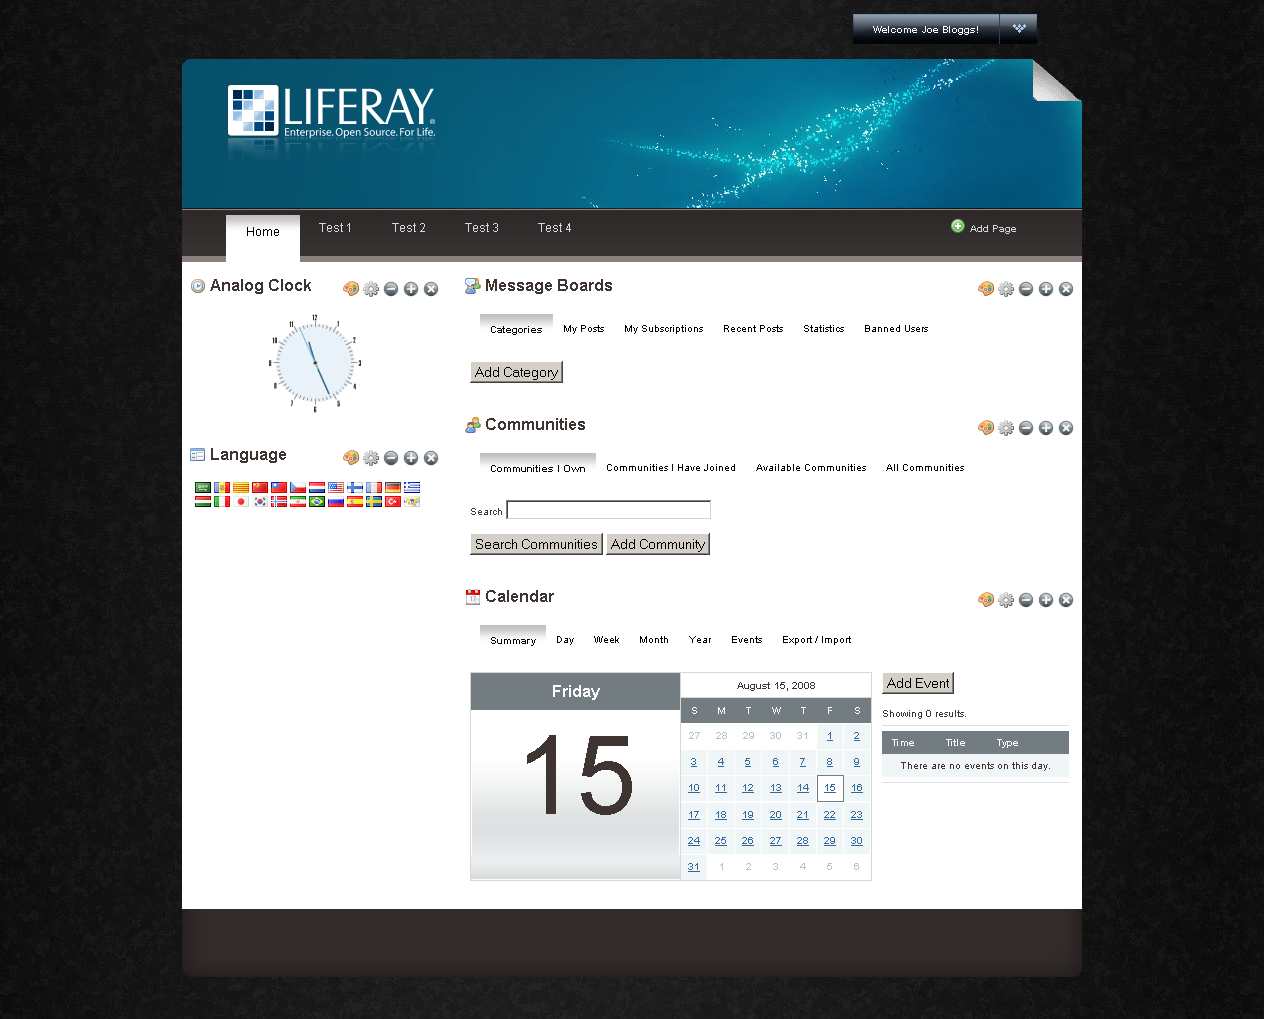 Welcome Joe Bloggs!
LIFERAY®
Enterprise. Open Source. For Life.
Home Test 1 Test 2 Test 3 Test 4 Add Page
Analog Clock
12 1 2 3 4 5 6 7 8 9 10 11
Language
Message Boards
Categories My Posts My Subscriptions Recent Posts Statistics Banned Users
Add Category
Communities
Communities I Own Communities I Have Joined Available Communities All Communities
Search
Search Communities Add Community
Calendar
Summary Day Week Month Year Events Export / Import
Friday
15
August 15, 2008
S M T W T F S
27 28 29 30 31 1 2
3 4 5 6 7 8 9
10 11 12 13 14 15 16
17 18 19 20 21 22 23
24 25 26 27 28 29 30
31 1 2 3 4 5 6
Add Event
Showing 0 results.
Time Title Type
There are no events on this day.